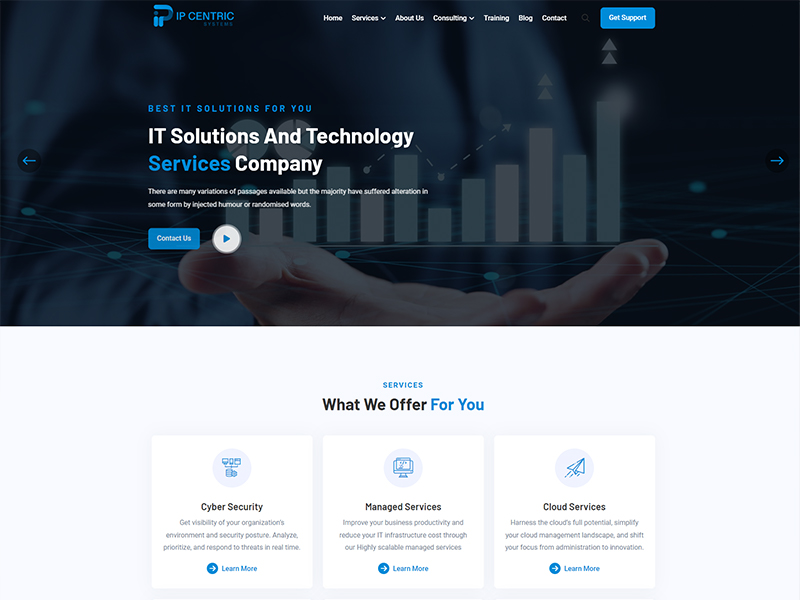 IP CENTRIC
SYSTEMS
Home Services About Us Consulting Training Blog Contact Get Support
BEST IT SOLUTIONS FOR YOU
IT Solutions And Technology
Services Company
There are many variations of passages available but the majority have suffered alteration in
some form by injected humour or randomised words.
Contact Us
SERVICES
What We Offer For You
Cyber Security
Get visibility of your organization's
environment and security posture. Analyze,
prioritize, and respond to threats in real time.
Learn More
Managed Services
Improve your business productivity and
reduce your IT infrastructure cost through
our Highly scalable managed services
Learn More
Cloud Services
Harness the cloud's full potential, simplify
your cloud management landscape, and shift
your focus from administration to innovation.
Learn More